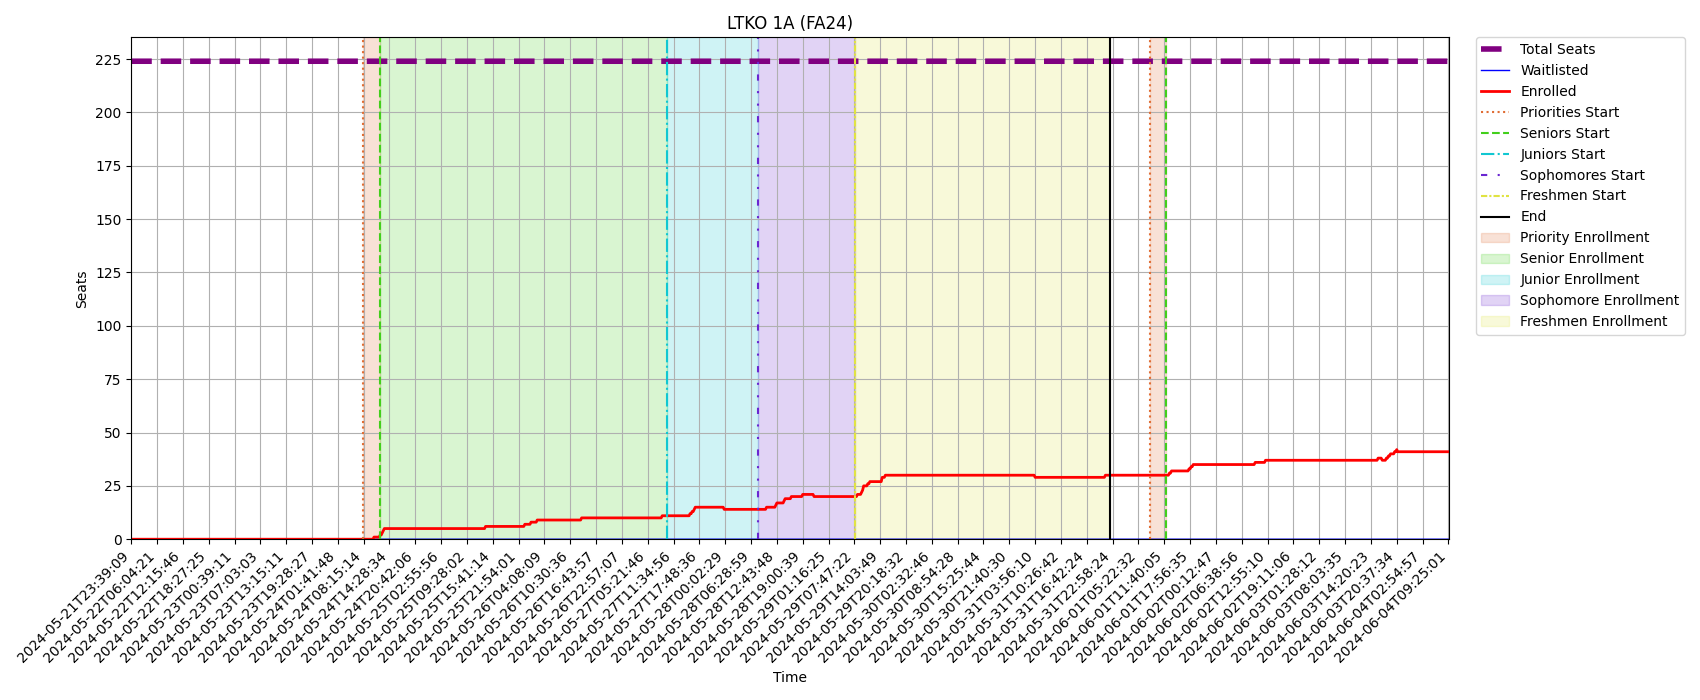 LTKO 1A (FA24)
Seats
225
200
175
150
125
100
75
50
25
0
2024-05-21T23:39:09
2024-05-22T06:04:21
2024-05-22T12:15:46
2024-05-22T18:27:25
2024-05-23T00:39:11
2024-05-23T07:03:03
2024-05-23T13:15:11
2024-05-23T19:28:27
2024-05-24T01:41:48
2024-05-24T08:15:14
2024-05-24T14:28:34
2024-05-24T20:42:06
2024-05-25T02:55:56
2024-05-25T09:28:02
2024-05-25T15:41:14
2024-05-25T21:54:01
2024-05-26T04:08:09
2024-05-26T10:30:36
2024-05-26T16:43:57
2024-05-26T22:57:07
2024-05-27T05:21:46
2024-05-27T11:34:56
2024-05-27T17:48:36
2024-05-28T00:02:29
2024-05-28T06:28:59
2024-05-28T12:43:48
2024-05-28T19:00:39
2024-05-29T01:16:25
2024-05-29T07:47:22
2024-05-29T14:03:49
2024-05-29T20:18:32
2024-05-30T02:32:46
2024-05-30T08:54:28
2024-05-30T15:25:44
2024-05-30T21:40:30
2024-05-31T03:56:10
2024-05-31T10:26:42
2024-05-31T16:42:24
2024-05-31T22:58:24
2024-06-01T05:22:32
2024-06-01T11:40:05
2024-06-01T17:56:35
2024-06-02T00:12:47
2024-06-02T06:38:56
2024-06-02T12:55:10
2024-06-02T19:11:06
2024-06-03T01:28:12
2024-06-03T08:03:35
2024-06-03T14:20:23
2024-06-03T20:37:34
2024-06-04T02:54:57
2024-06-04T09:25:01
Time
Total Seats
Waitlisted
Enrolled
Priorities Start
Seniors Start
Juniors Start
Sophomores Start
Freshmen Start
End
Priority Enrollment
Senior Enrollment
Junior Enrollment
Sophomore Enrollment
Freshmen Enrollment